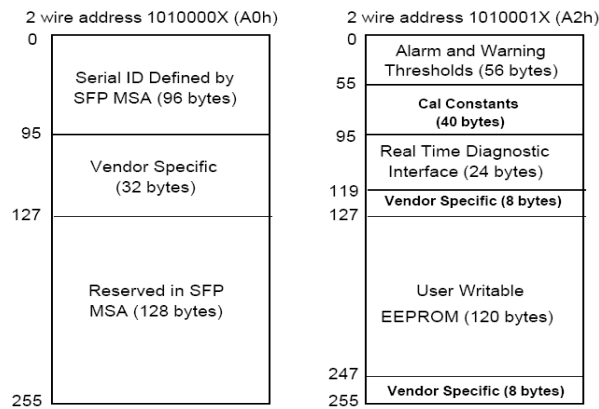 2 wire address 1010000X (A0h)
0
Serial ID Defined by
SFP MSA (96 bytes)
95
Vendor Specific
(32 bytes)
127
Reserved in SFP
MSA (128 bytes)
255
2 wire address 1010001X (A2h)
0
Alarm and Warning
Thresholds (56 bytes)
55
Cal Constants
(40 bytes)
95
Real Time Diagnostic
Interface (24 bytes)
119
Vendor Specific (8 bytes)
127
User Writable
EEPROM (120 bytes)
247
Vendor Specific (8 bytes)
255